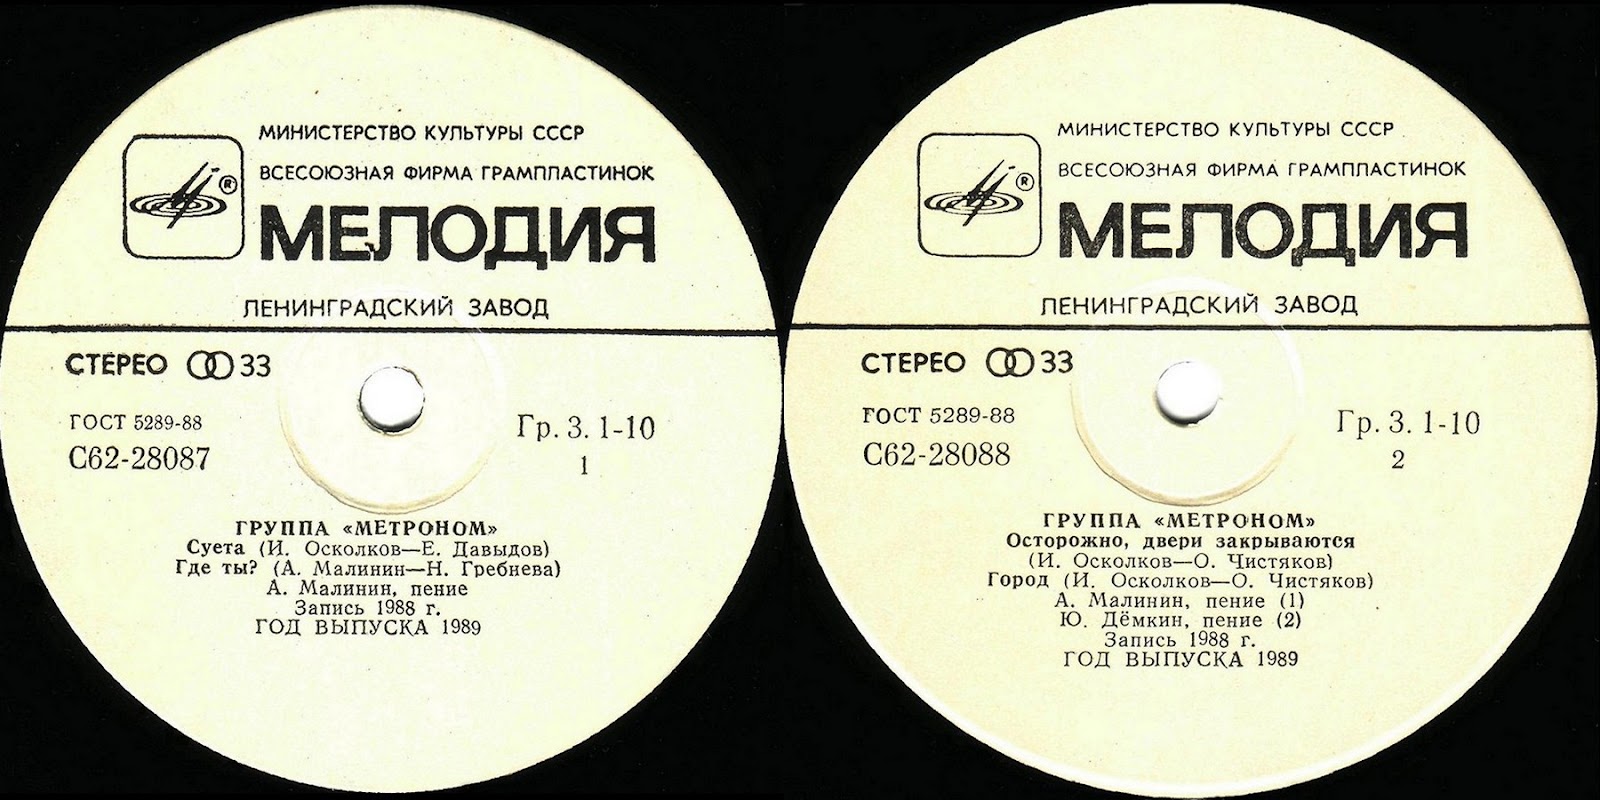 МИНИСТЕРСТВО КУЛЬТУРЫ СССР
ВСЕСОЮЗНАЯ ФИРМА ГРАМПЛАСТИНОК
®
МЕЛОДИЯ
ЛЕНИНГРАДСКИЙ ЗАВОД
СТЕРЕО 33
ГОСТ 5289-88
Гр. 3. 1-10
С62-28087
1
ГРУППА «МЕТРОНОМ»
Суета (И. Осколков—Е. Давыдов)
Где ты? (А. Малинин—Н. Гребнева)
А. Малинин, пение
Запись 1988 г.
ГОД ВЫПУСКА 1989
МИНИСТЕРСТВО КУЛЬТУРЫ СССР
ВСЕСОЮЗНАЯ ФИРМА ГРАМПЛАСТИНОК
®
МЕЛОДИЯ
ЛЕНИНГРАДСКИЙ ЗАВОД
СТЕРЕО 33
ГОСТ 5289-88
Гр. 3. 1-10
С62-28088
2
ГРУППА «МЕТРОНОМ»
Осторожно, двери закрываются
(И. Осколков—О. Чистяков)
Город (И. Осколков—О. Чистяков)
А. Малинин, пение (1)
Ю. Дёмкин, пение (2)
Запись 1988 г.
ГОД ВЫПУСКА 1989